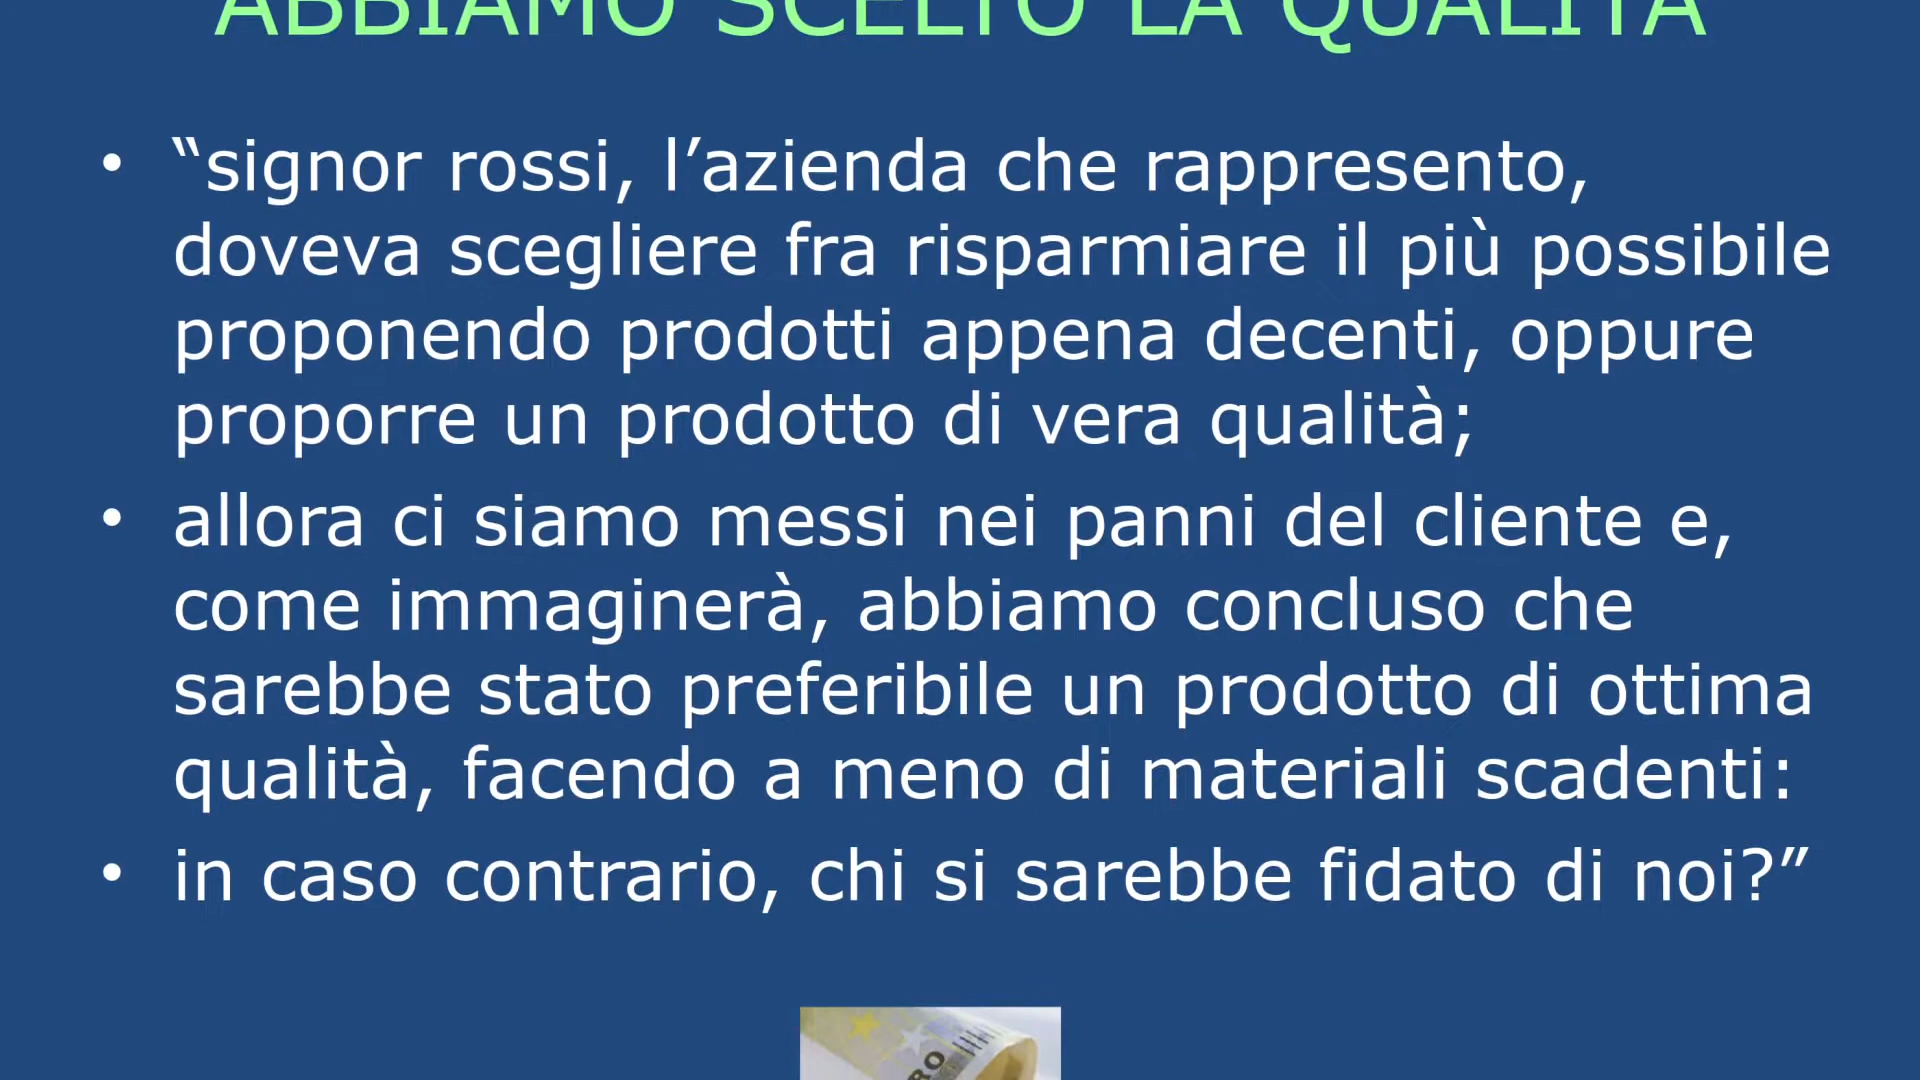 ABBIAMO SCELTO LA QUALITÀ
• “signor rossi, l’azienda che rappresento,
doveva scegliere fra risparmiare il più possibile
proponendo prodotti appena decenti, oppure
proporre un prodotto di vera qualità;
• allora ci siamo messi nei panni del cliente e,
come immaginerà, abbiamo concluso che
sarebbe stato preferibile un prodotto di ottima
qualità, facendo a meno di materiali scadenti:
• in caso contrario, chi si sarebbe fidato di noi?”
RO